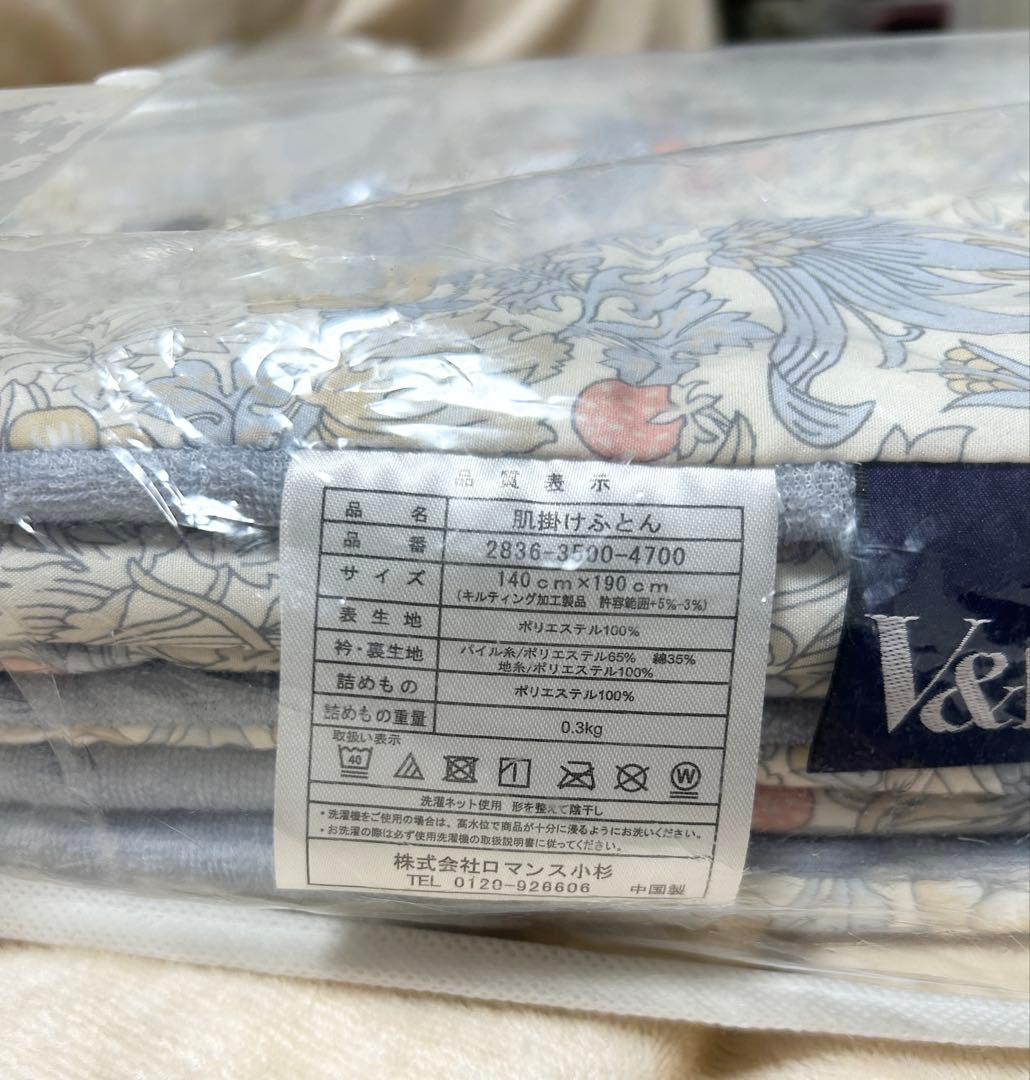 品質表示
品名 肌掛けふとん
品番 2836-3500-4700
サイズ 140cm×190cm
(キルティング加工製品 許容範囲+5%-3%)
表生地 ポリエステル100%
衿・裏生地 パイル糸/ポリエステル65% 綿35%
地糸/ポリエステル100%
詰めもの ポリエステル100%
詰めもの重量 0.3kg
取扱い表示
40
W
洗濯ネット使用 形を整えて陰干し
・洗濯機をご使用の場合は、高水位で商品が十分に浸るようにお洗いください。
・お洗濯の際は必ず使用洗濯機の取扱説明書に従ってください。
株式会社ロマンス小杉
TEL 0120-926606 中国製
V&